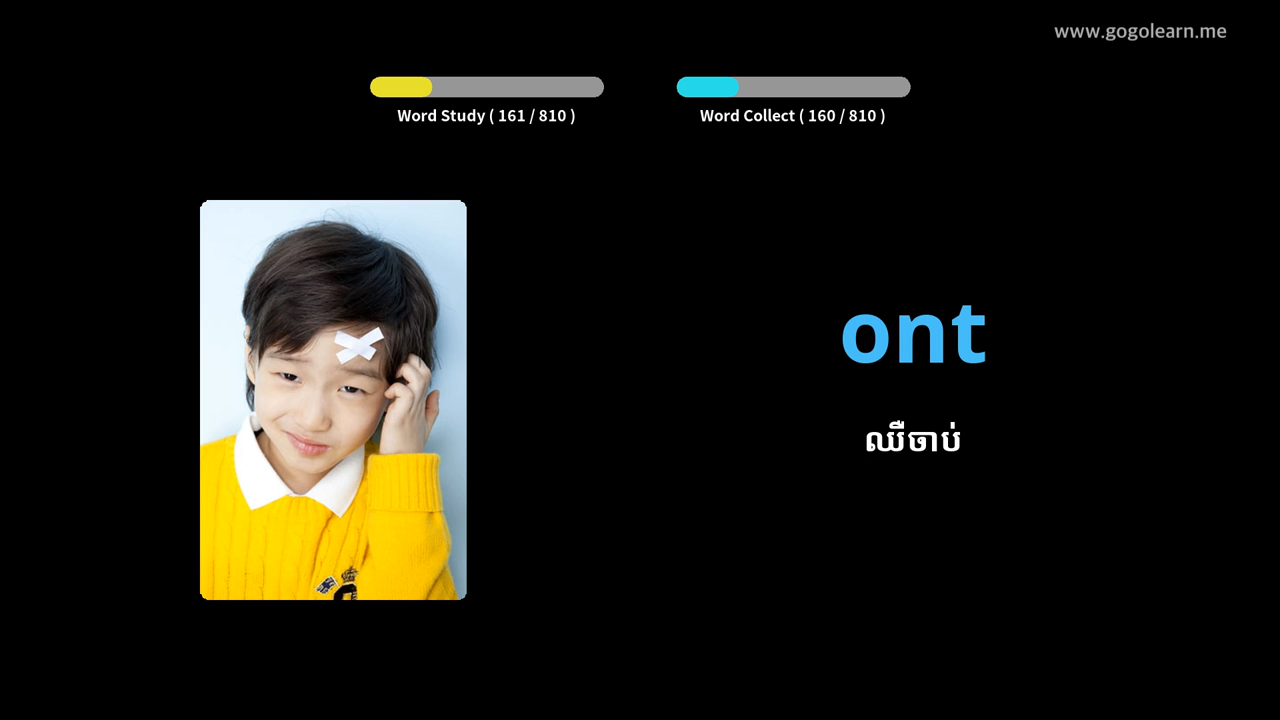 www.gogolearn.me
Word Study ( 161 / 810 )
Word Collect ( 160 / 810 )
ont
ឈឺចាប់